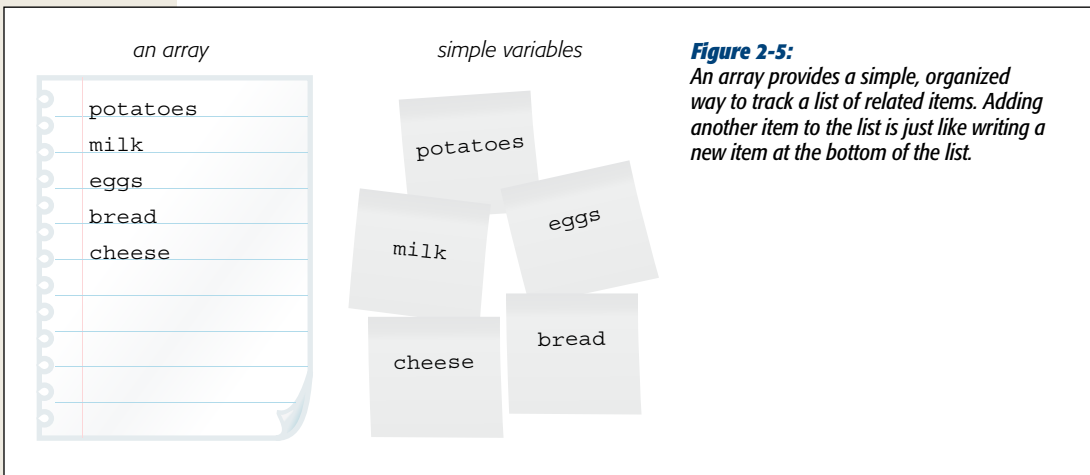 an array
potatoes
milk
eggs
bread
cheese
simple variables
potatoes
eggs
milk
bread
cheese
Figure 2-5:
An array provides a simple, organized
way to track a list of related items. Adding
another item to the list is just like writing a
new item at the bottom of the list.